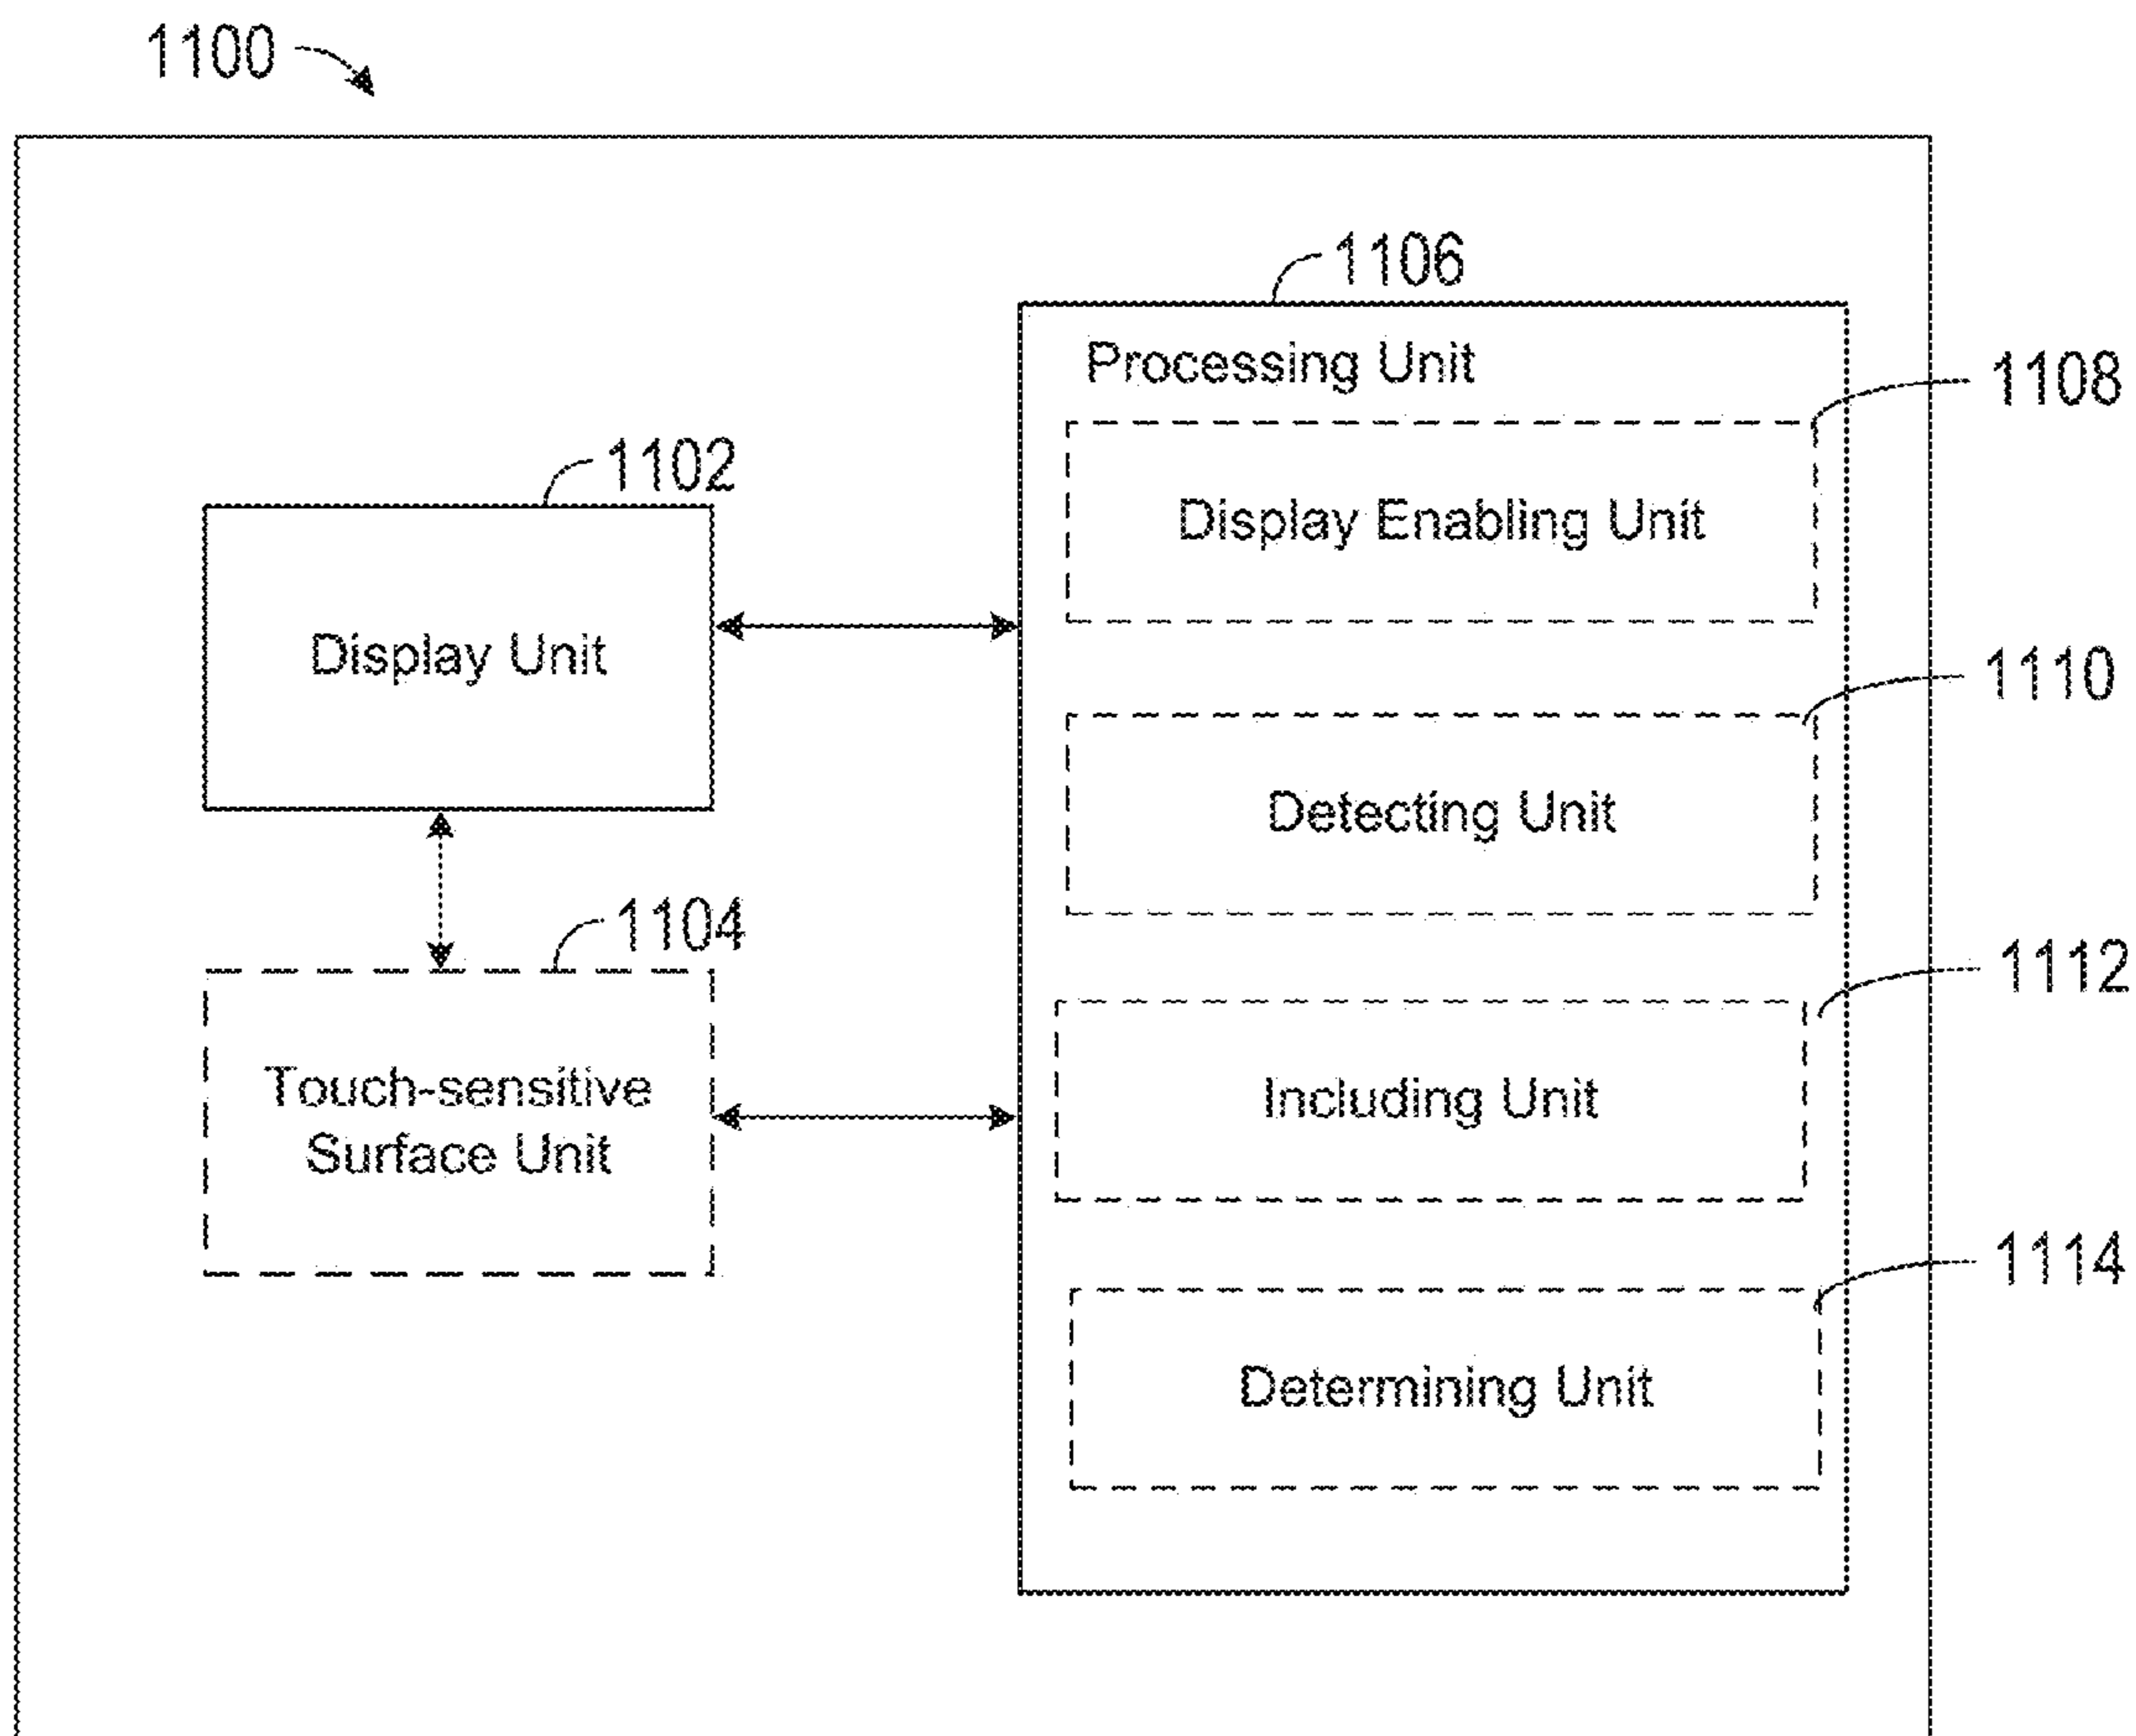 1100
1106
Processing Unit
1108
Display Enabling Unit
1102
Display Unit
1110
Detecting Unit
1104
Touch-sensitive
Surface Unit
1112
Including Unit
1114
Determining Unit